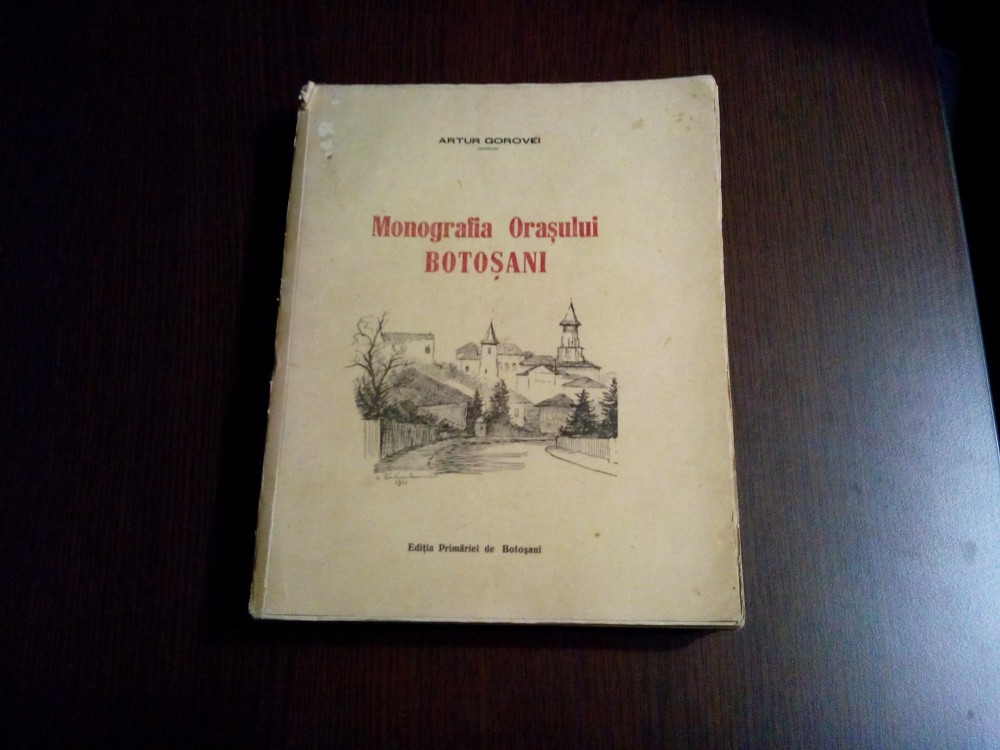 ARTUR GOROVEI
Monografia Orașului
BOTOȘANI
Ediția Primăriei de Botoșani